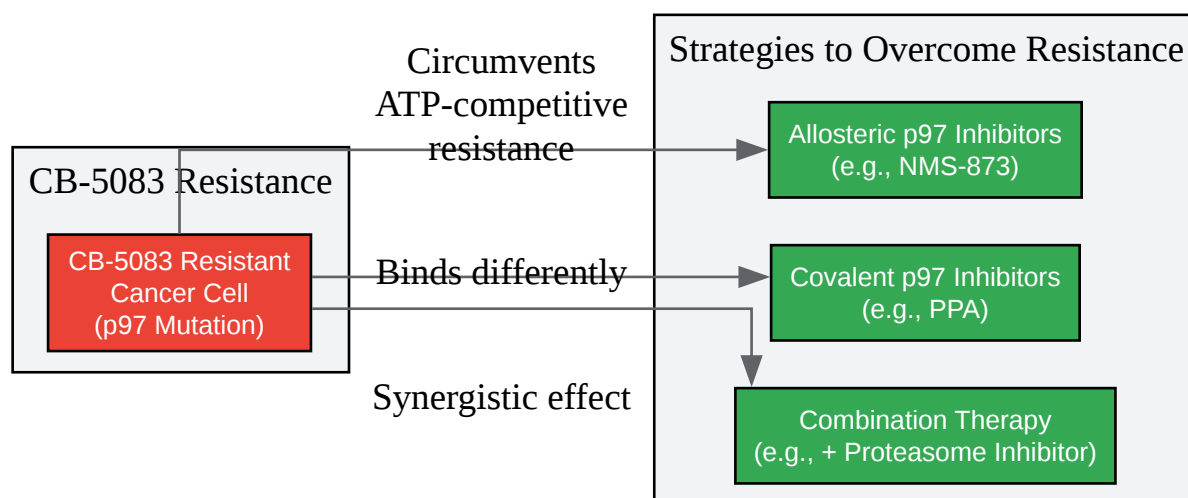 CB-5083 Resistance
CB-5083 Resistant
Cancer Cell
(p97 Mutation)
Circumvents
ATP-competitive
resistance
Binds differently
Synergistic effect
Strategies to Overcome Resistance
Allosteric p97 Inhibitors
(e.g., NMS-873)
Covalent p97 Inhibitors
(e.g., PPA)
Combination Therapy
(e.g., + Proteasome Inhibitor)